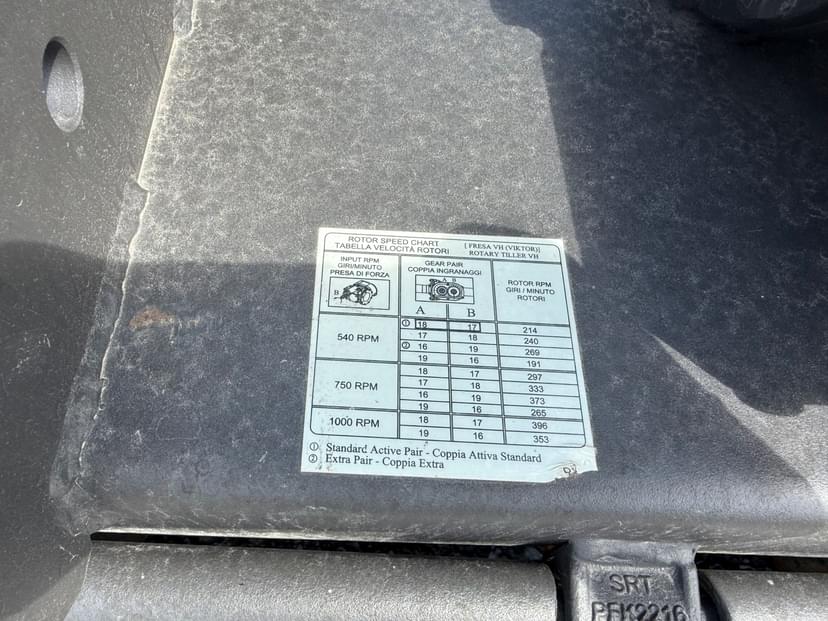 ROTOR SPEED CHART [ FRESA VH (VIKTOR)]
TABELLA VELOCITÀ ROTORI ROTARY TILLER VH
INPUT RPM
GIRI/MINUTO
PRESA DI FORZA
B
GEAR PAIR
COPPIA INGRANAGGI
B
A B
ROTOR RPM
GIRI / MINUTO
ROTORI
540 RPM
① 18 17 214
17 18 240
② 16 19 269
19 16 191
750 RPM
18 17 297
17 18 333
16 19 373
19 16 265
1000 RPM
18 17 396
19 16 353
① Standard Active Pair - Coppia Attiva Standard
② Extra Pair - Coppia Extra
SRT
PFK2216